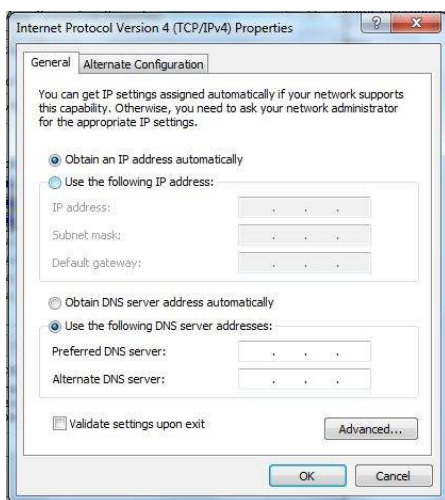 Internet Protocol Version 4 (TCP/IPv4) Properties
General
Alternate Configuration
You can get IP settings assigned automatically if your network supports
this capability. Otherwise, you need to ask your network administrator
for the appropriate IP settings.
Obtain an IP address automatically
Use the following IP address:
IP address:
Subnet mask:
Default gateway:
Obtain DNS server address automatically
Use the following DNS server addresses:
Preferred DNS server:
Alternate DNS server:
Validate settings upon exit
Advanced...
OK
Cancel